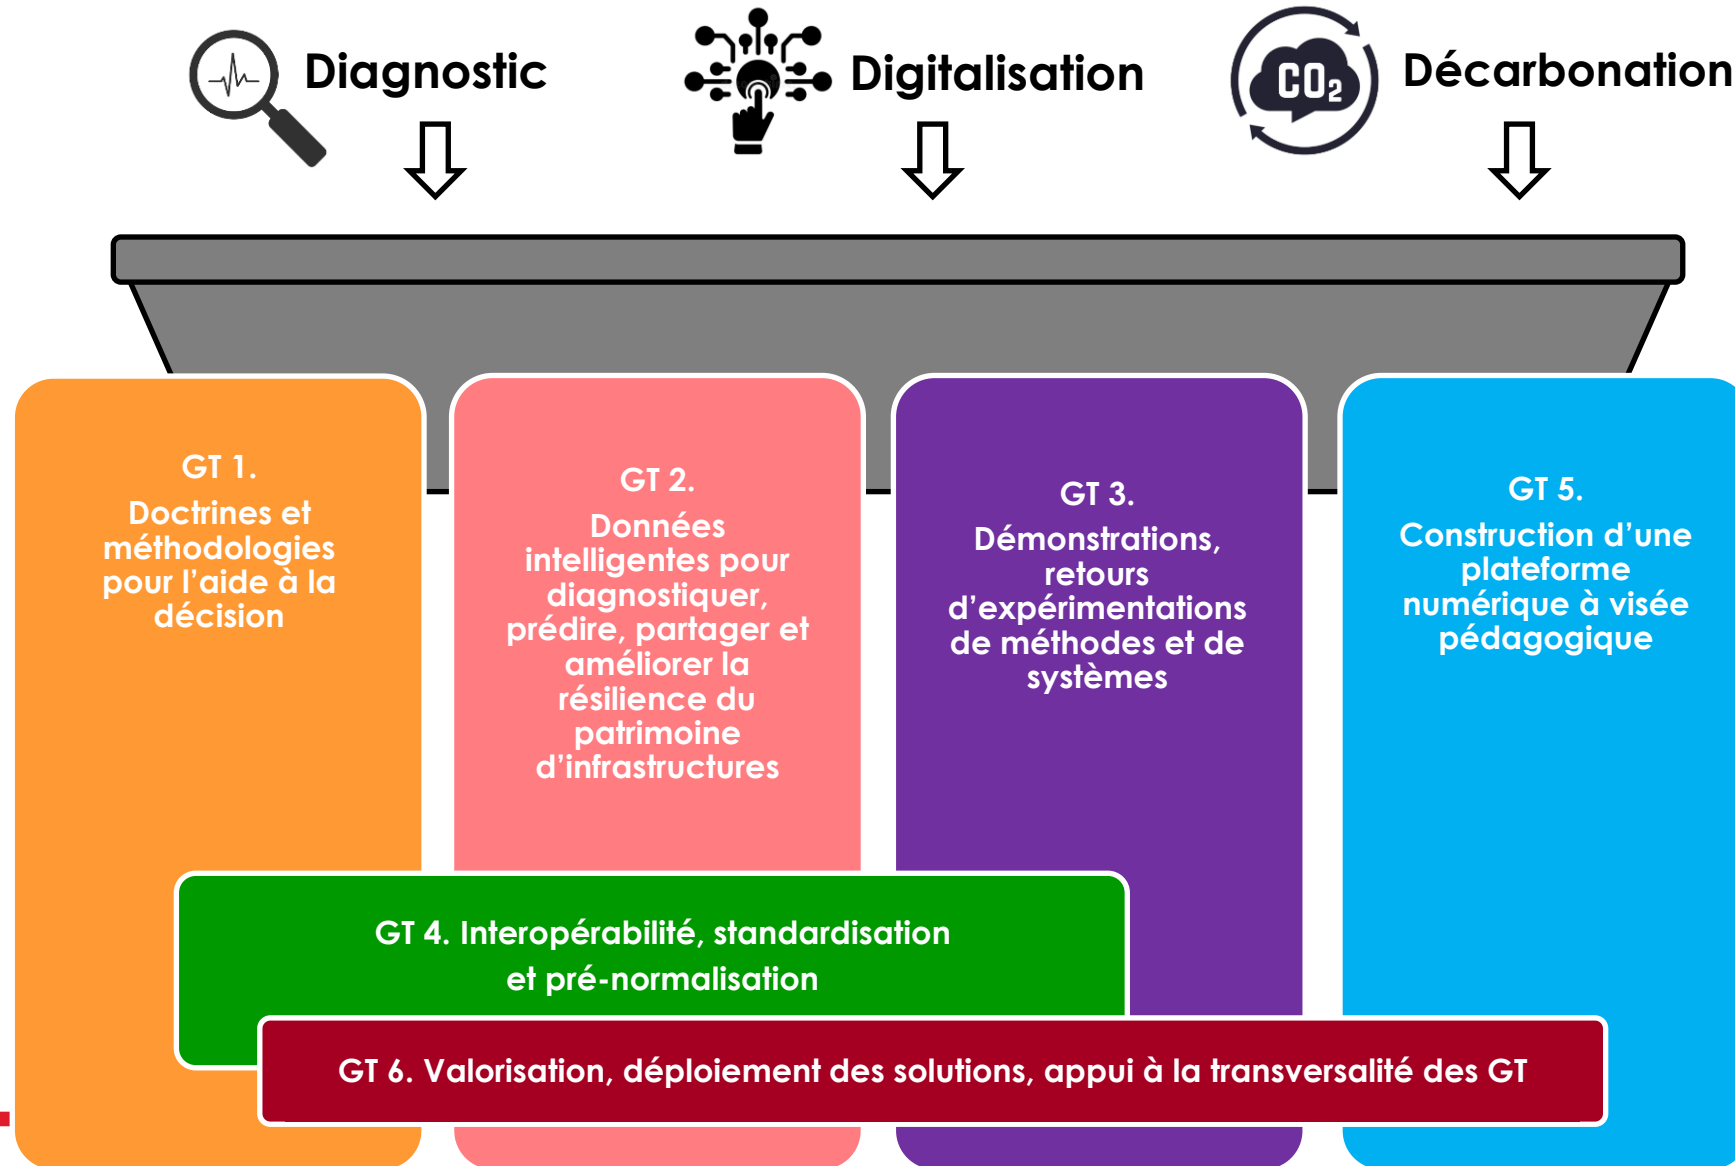 Diagnostic
Digitalisation
CO2
Décarbonation
GT 1.
Doctrines et
méthodologies
pour l’aide à la
décision
GT 2.
Données
intelligentes pour
diagnostiquer,
prédire, partager et
améliorer la
résilience du
patrimoine
d’infrastructures
GT 3.
Démonstrations,
retours
d’expérimentations
de méthodes et de
systèmes
GT 5.
Construction d’une
plateforme
numérique à visée
pédagogique
GT 4. Interopérabilité, standardisation
et pré-normalisation
GT 6. Valorisation, déploiement des solutions, appui à la transversalité des GT